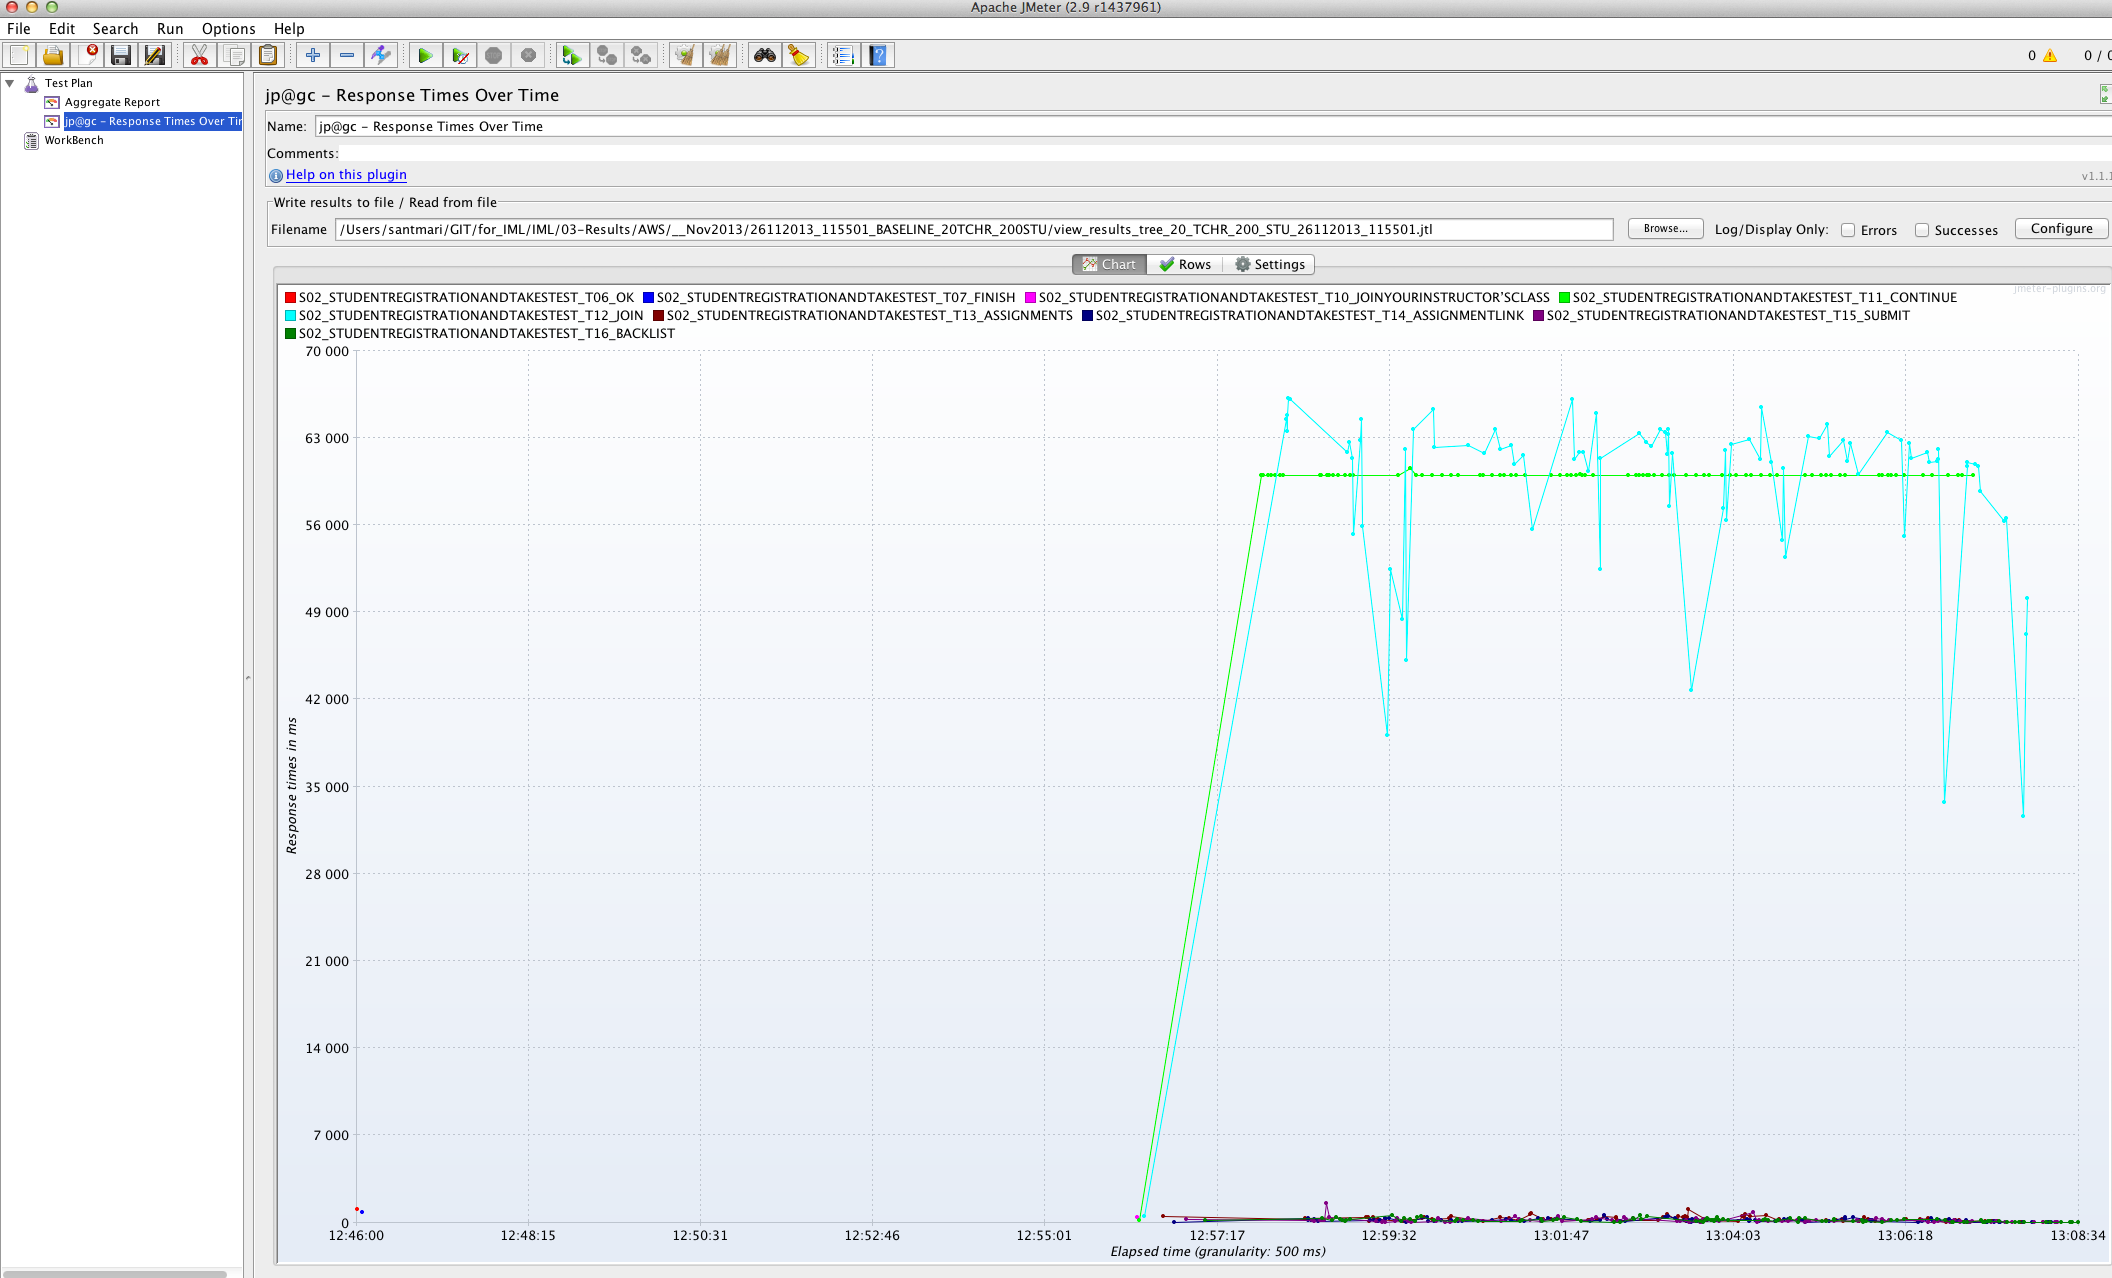 Apache JMeter (2.9 r1437961)
File Edit Search Run Options Help
0 0 / 0
Test Plan
Aggregate Report
jp@gc – Response Times Over Tir
WorkBench
jp@gc – Response Times Over Time
Name: jp@gc – Response Times Over Time
Comments:
Help on this plugin
v1.1.1
Write results to file / Read from file
Filename /Users/santmari/GIT/for_IML/IML/03-Results/AWS/__Nov2013/26112013_115501_BASELINE_20TCHR_200STU/view_results_tree_20_TCHR_200_STU_26112013_115501.jtl Browse... Log/Display Only: Errors Successes Configure
Chart Rows Settings
jmeter-plugins.org
S02_STUDENTREGISTRATIONANDTAKESTEST_T06_OK S02_STUDENTREGISTRATIONANDTAKESTEST_T07_FINISH S02_STUDENTREGISTRATIONANDTAKESTEST_T10_JOINYOURINSTRUCTOR'SCLASS S02_STUDENTREGISTRATIONANDTAKESTEST_T11_CONTINUE
S02_STUDENTREGISTRATIONANDTAKESTEST_T12_JOIN S02_STUDENTREGISTRATIONANDTAKESTEST_T13_ASSIGNMENTS S02_STUDENTREGISTRATIONANDTAKESTEST_T14_ASSIGNMENTLINK S02_STUDENTREGISTRATIONANDTAKESTEST_T15_SUBMIT
S02_STUDENTREGISTRATIONANDTAKESTEST_T16_BACKLIST
70 000
63 000
56 000
49 000
42 000
35 000
28 000
21 000
14 000
7 000
0
Response times in ms
12:46:00 12:48:15 12:50:31 12:52:46 12:55:01 12:57:17 12:59:32 13:01:47 13:04:03 13:06:18 13:08:34
Elapsed time (granularity: 500 ms)